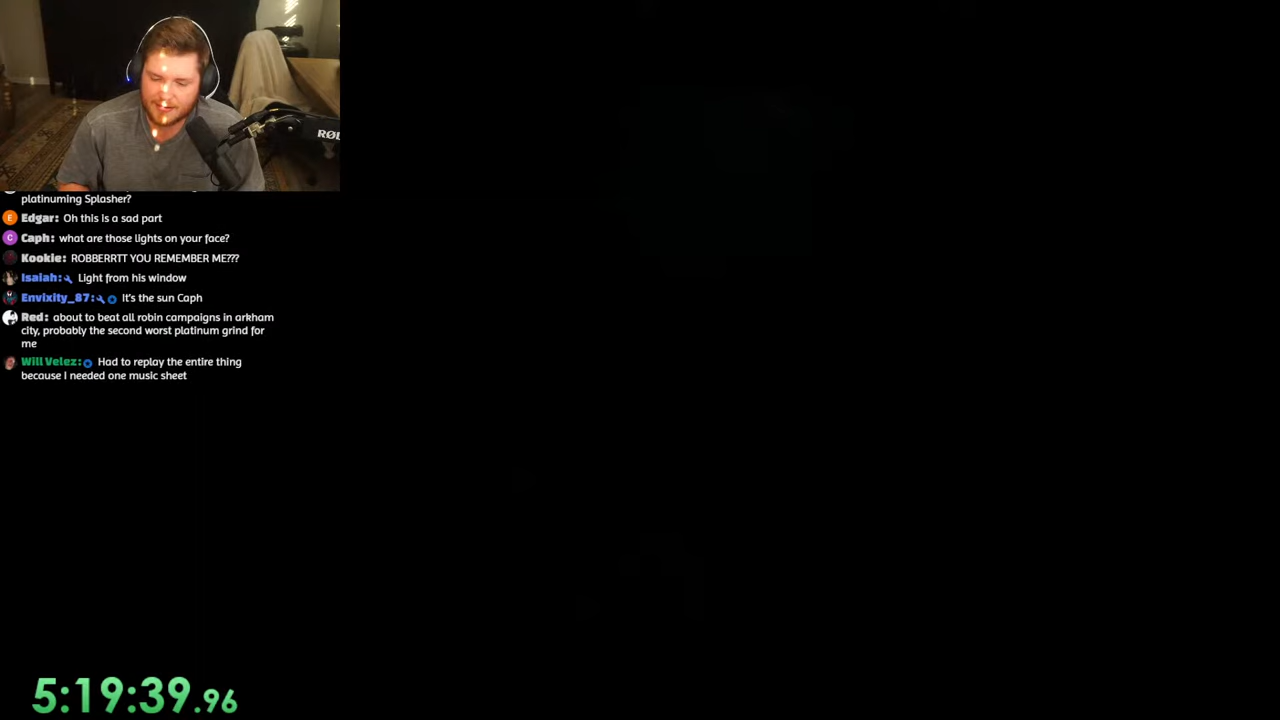 RØD
platinuming Splasher?
Edgar: Oh this is a sad part
Caph: what are those lights on your face?
Kookie: ROBBERRTT YOU REMEMBER ME???
Isaiah: Light from his window
Envixity_87: It's the sun Caph
Red: about to beat all robin campaigns in arkham
city, probably the second worst platinum grind for
me
Will Velez: Had to replay the entire thing
because I needed one music sheet
5:19:39.96